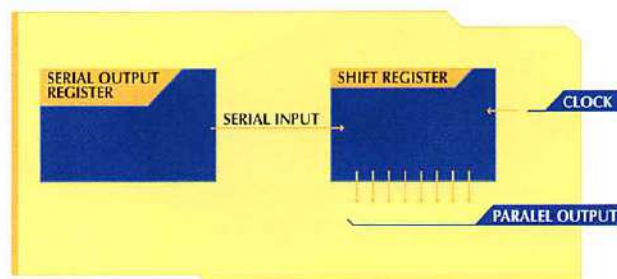 SERIAL OUTPUT
REGISTER
SERIAL INPUT
SHIFT REGISTER
CLOCK
PARALEL OUTPUT